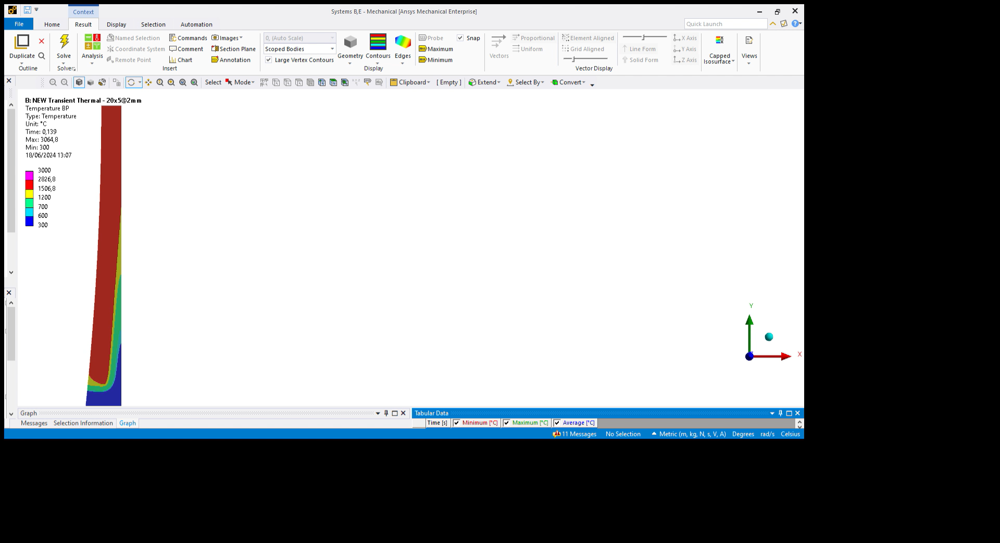 Context
Systems B,E - Mechanical [Ansys Mechanical Enterprise]
File Home Result Display Selection Automation
Quick Launch
Duplicate
Outline
Solve
Solver
Analysis
Named Selection
Coordinate System
Remote Point
Commands
Comment
Chart
Images
Section Plane
Annotation
Insert
0, (Auto Scale)
Scoped Bodies
Large Vertex Contours
Geometry
Contours
Edges
Display
Probe
Maximum
Minimum
Snap
Vectors
Proportional
Uniform
Element Aligned
Grid Aligned
Line Form
Solid Form
X Axis
Y Axis
Z Axis
Vector Display
Capped
Isosurface
Views
Select Mode Clipboard [ Empty ] Extend Select By Convert
B: NEW Transient Thermal - 20x5@2mm
Temperature BP
Type: Temperature
Unit: °C
Time: 0,139
Max: 3064,8
Min: 300
18/06/2024 13:07
3000
2826,8
1506,8
1200
700
600
300
Y
X
Graph
Tabular Data
Messages Selection Information Graph
Time [s] Minimum [°C] Maximum [°C] Average [°C]
11 Messages No Selection Metric (m, kg, N, s, V, A) Degrees rad/s Celsius